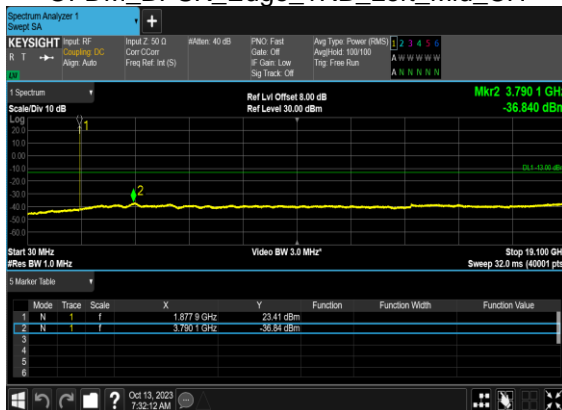 Spectrum Analyzer 1
Swept SA
+
KEYSIGHT Input: RF Input Z: 50 Ω #Atten: 40 dB PNO: Fast Avg Type: Power (RMS) 1 2 3 4 5 6
R T Coupling: DC Corr CCorr Gate: Off Avg|Hold: 100/100 A W W W W W
Align: Auto Freq Ref: Int (S) IF Gain: Low Trig: Free Run
Sig Track: Off A N N N N N
1 Spectrum
Scale/Div 10 dB
Ref Lvl Offset 8.00 dB
Ref Level 30.00 dBm
Mkr2 3.790 1 GH
-36.840 dBm
Log
20.0
10.0
0.00
-10.0
-20.0
-30.0
-40.0
-50.0
-60.0
1
2
DL1 -13.00 dB
Start 30 MHz Video BW 3.0 MHz* Stop 19.100 GH
#Res BW 1.0 MHz Sweep 32.0 ms (40001 pts
5 Marker Table
Mode Trace Scale X Y Function Function Width Function Value
1 N 1 f 1.877 9 GHz 23.41 dBm
2 N 1 f 3.790 1 GHz -36.84 dBm
3
4
5
6
? Oct 13, 2023
7:32:12 AM